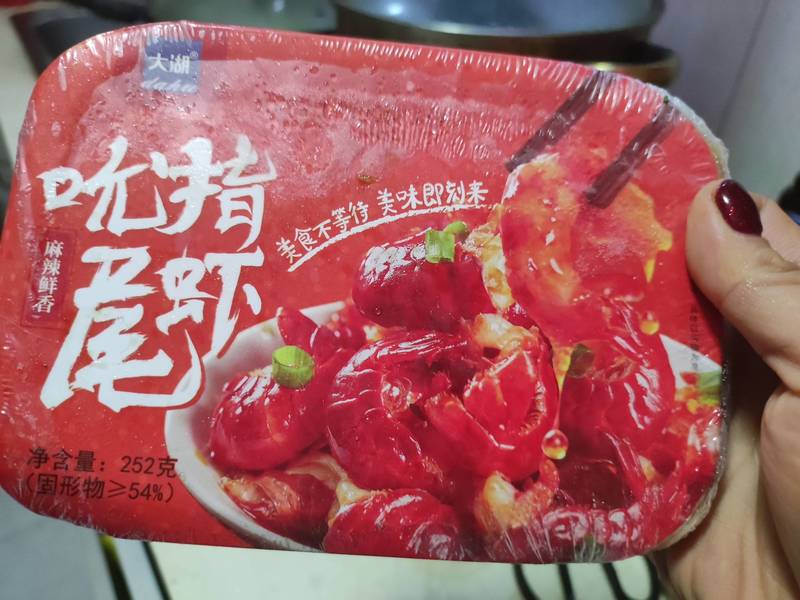 大湖®
dahu
吮指
尾虾
麻辣鲜香
美食不等待 美味即刻来
净含量：252克
（固形物≥54%）